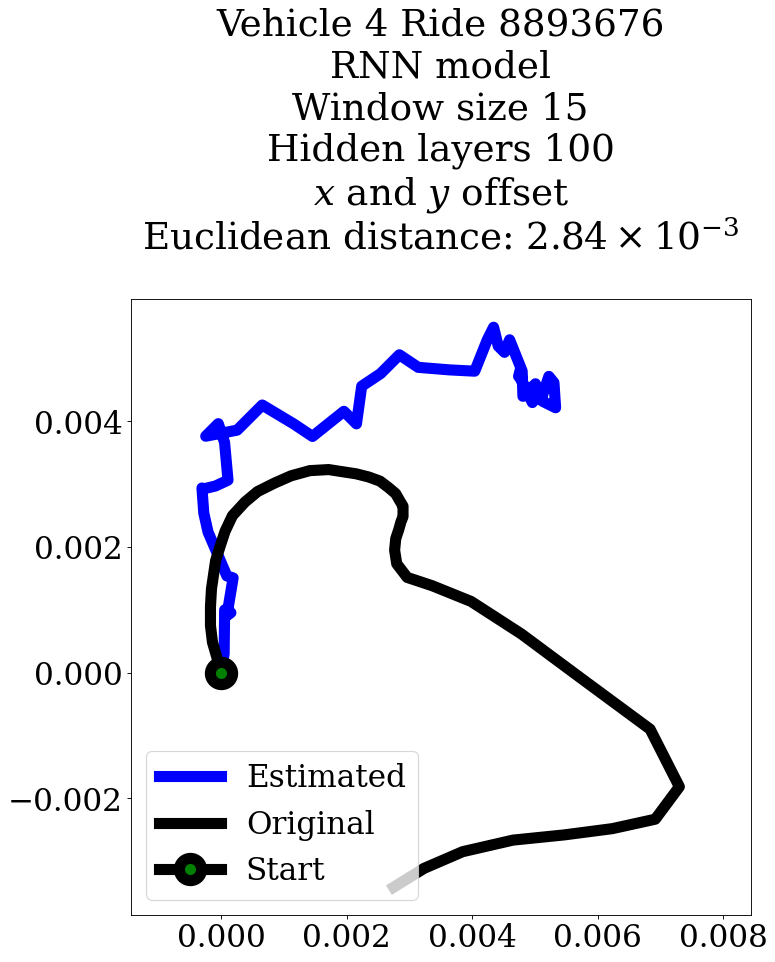 Vehicle 4 Ride 8893676
RNN model
Window size 15
Hidden layers 100
x and y offset
Euclidean distance: 2.84 × 10⁻³
0.004
0.002
0.000
−0.002
Estimated
Original
Start
0.000 0.002 0.004 0.006 0.008